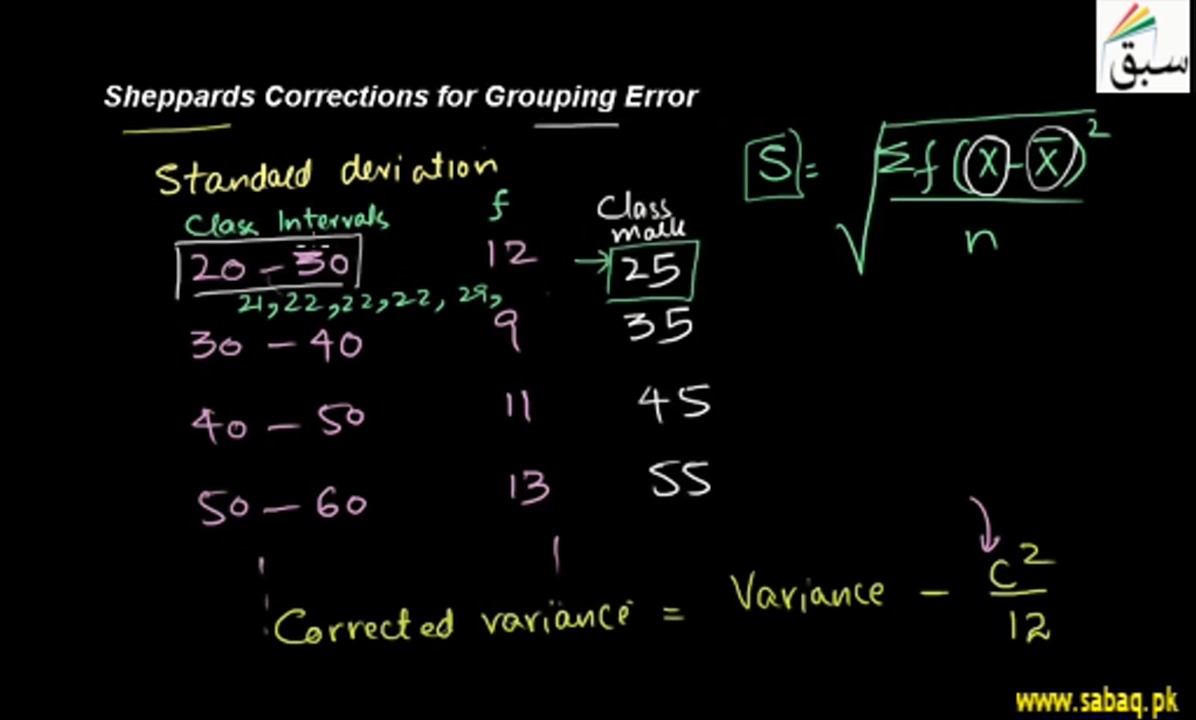 سبق
Sheppards Corrections for Grouping Error
Standard deviation
S = √ Σf(X-X̄)² / n
Class Intervals f Class mark
20 - 30 12 → 25
21, 22, 22, 22, 29,
30 - 40 9 35
40 - 50 11 45
50 - 60 13 55
Corrected variance = Variance - c² / 12
www.sabaq.pk